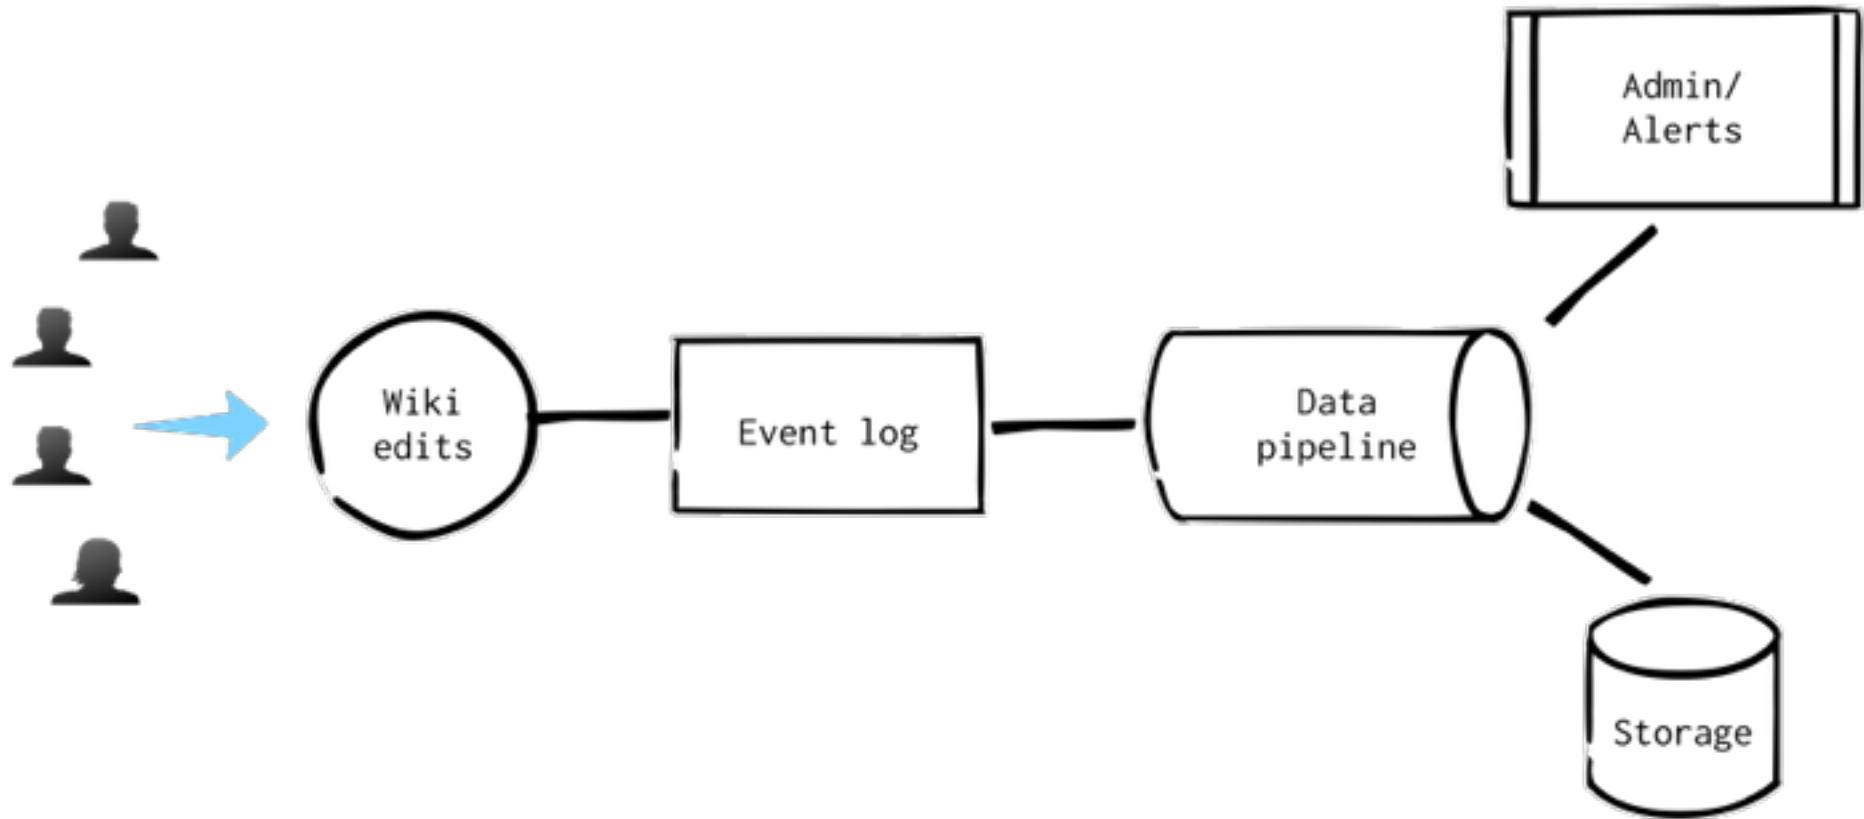 Admin/
Alerts
Wiki
edits
Event log
Data
pipeline
Storage